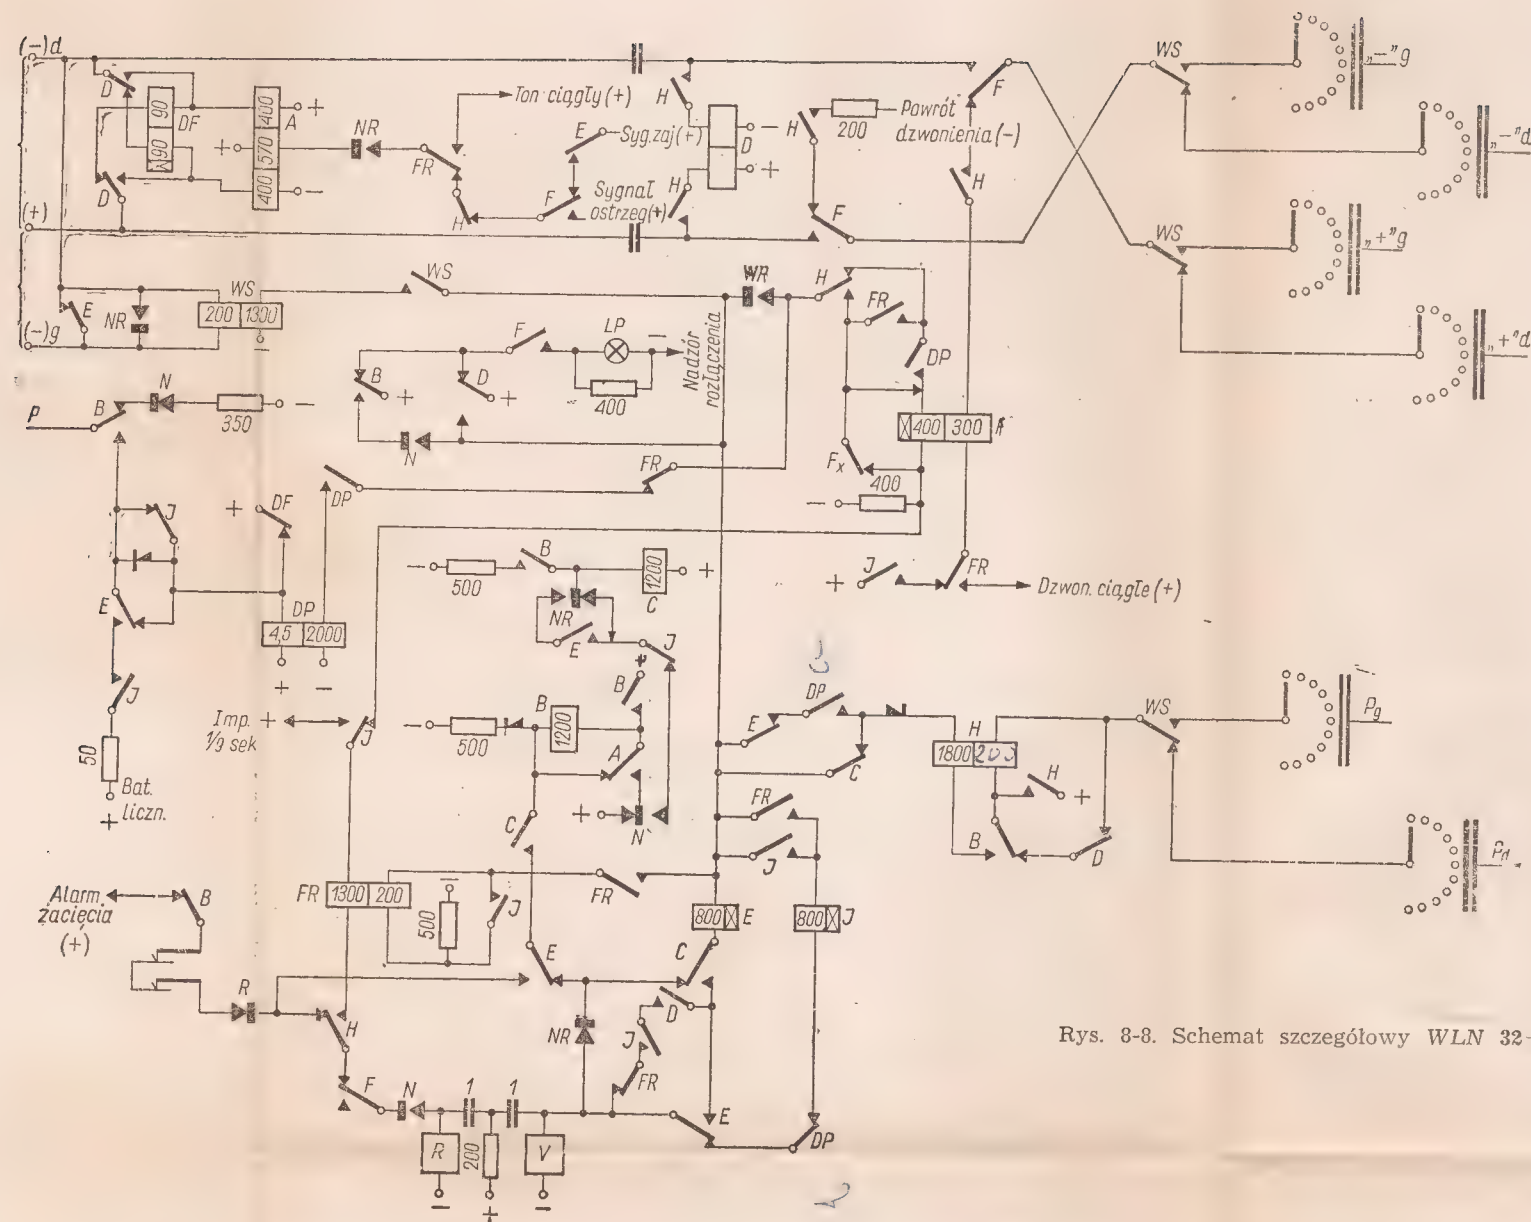 (—)d
D
DF
90
90
400
570
400
A
+
+
—
NR
Ton ciągły (+)
FR
E
Syg. zaj (+)
H
D
—
+
H
200
Powrót
dzwonienia (—)
F
H
WS
„—"g
„—"d
D
H
F
Sygnał
ostrzeg (+)
H
F
(+)
WS
„+"g
„+"d
E
NR
WS
200
1300
—
(—)g
WS
WR
H
FR
DP
F
LP
—
400
Nadzór
rozłączenia
B
+
D
+
N
400
300
Fx
400
—
P
B
N
350
—
DP
FR
J
+
DF
E
DP
4,5
2000
+
—
—
500
B
1200
+
C
NR
E
J
+
J
FR
Dzwon. ciągłe (+)
B
J
50
Bat.
+ liczn.
Imp. +
1/9 sek
J
—
500
B
1200
A
+
N
C
E
DP
C
H
1800
203
H
+
B
D
WS
Pg
Pd
FR
J
Alarm
zacięcia
(+)
B
FR
1300
200
500
J
FR
800
E
800
J
E
C
D
R
H
NR
J
FR
F
N
1
1
R
200
V
—
+
—
E
DP
Rys. 8-8. Schemat szczegółowy WLN 32-